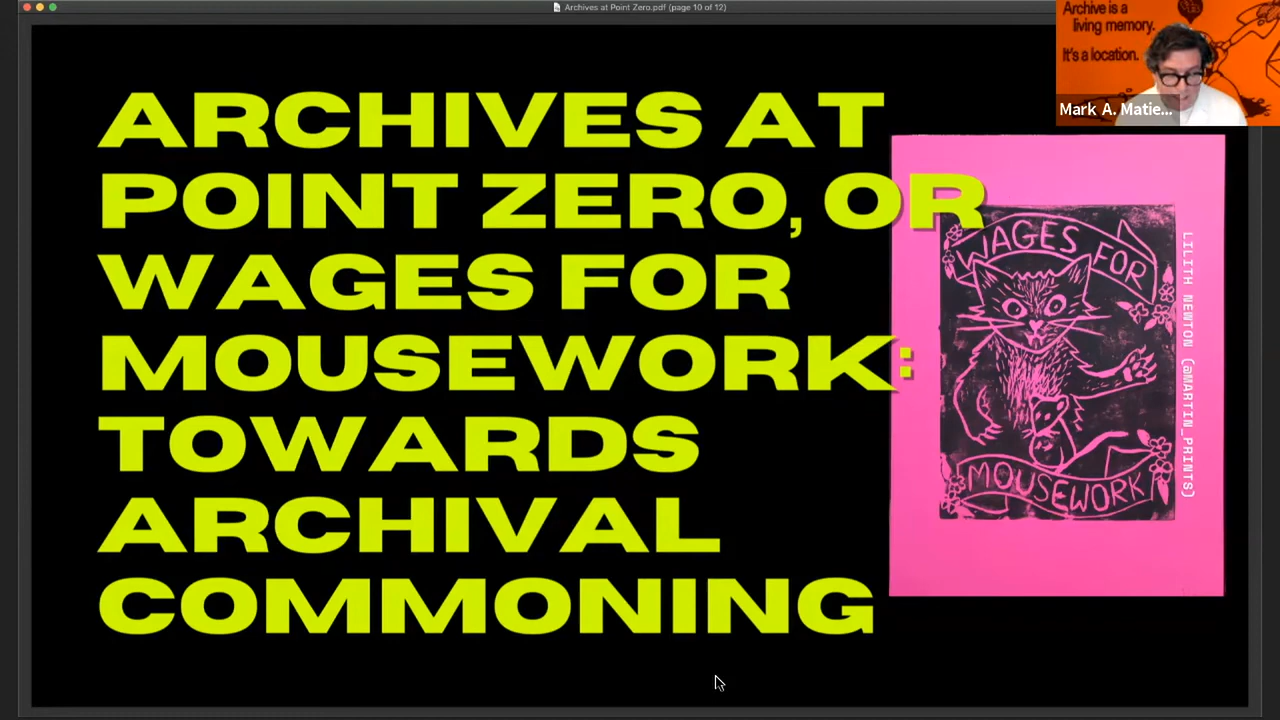 Archives at Point Zero.pdf (page 10 of 12)
Archive is a
living memory.
It's a location.
Mark A. Matie...
ARCHIVES AT
POINT ZERO, OR
WAGES FOR
MOUSEWORK:
TOWARDS
ARCHIVAL
COMMONING
WAGES FOR
MOUSEWORK
LILITH NEWTON (@MARTIN_PRINTS)